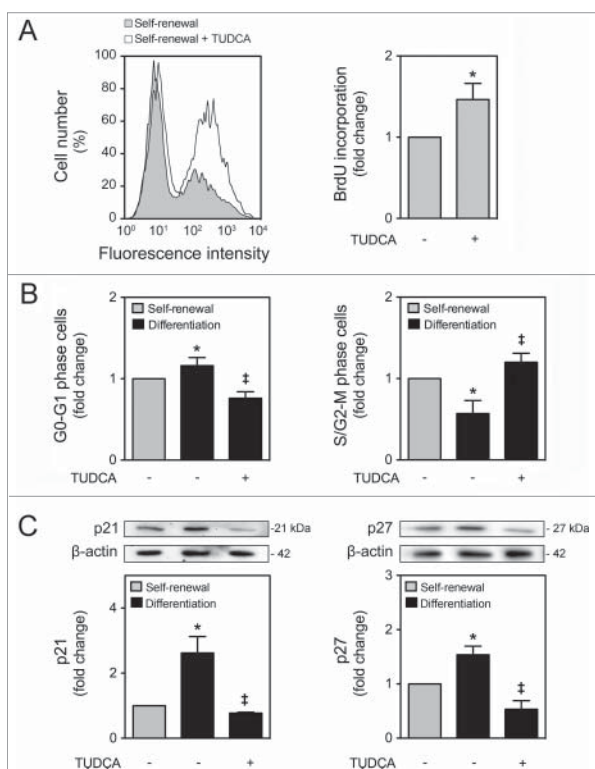 A
Self-renewal
Self-renewal + TUDCA
100
80
60
40
20
0
Cell number
(%)
10⁰ 10¹ 10² 10³ 10⁴
Fluorescence intensity
2
1
0
BrdU incorporation
(fold change)
*
TUDCA - +
B
2
1
0
G0-G1 phase cells
(fold change)
Self-renewal
Differentiation
* ‡
TUDCA - - +
2
1
0
S/G2-M phase cells
(fold change)
Self-renewal
Differentiation
* ‡
TUDCA - - +
C
p21 -21 kDa
β-actin - 42
4
2
0
p21
(fold change)
Self-renewal
Differentiation
* ‡
TUDCA - - +
p27 - 27 kDa
β-actin - 42
3
2
1
0
p27
(fold change)
Self-renewal
Differentiation
* ‡
TUDCA - - +